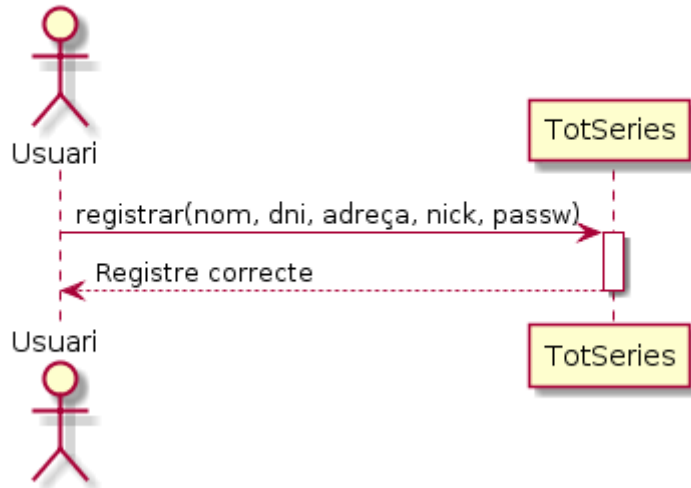 Usuari
TotSeries
registrar(nom, dni, adreça, nick, passw)
Registre correcte
Usuari
TotSeries